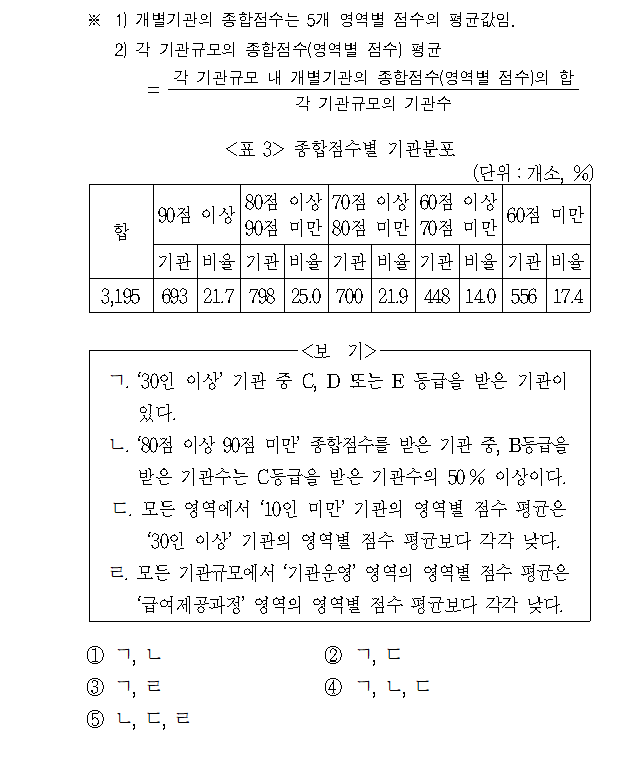 ※ 1) 개별기관의 종합점수는 5개 영역별 점수의 평균값임.
2) 각 기관규모의 종합점수(영역별 점수) 평균
= 각 기관규모 내 개별기관의 종합점수(영역별 점수)의 합
각 기관규모의 기관수
<표 3> 종합점수별 기관분포
(단위 : 개소, %)
합 90점 이상 80점 이상 90점 미만 70점 이상 80점 미만 60점 이상 70점 미만 60점 미만
기관 비율 기관 비율 기관 비율 기관 비율 기관 비율
3,195 693 21.7 798 25.0 700 21.9 448 14.0 556 17.4
<보 기>
ㄱ. ‘30인 이상’ 기관 중 C, D 또는 E 등급을 받은 기관이
있다.
ㄴ. ‘80점 이상 90점 미만’ 종합점수를 받은 기관 중, B등급을
받은 기관수는 C등급을 받은 기관수의 50% 이상이다.
ㄷ. 모든 영역에서 ‘10인 미만’ 기관의 영역별 점수 평균은
‘30인 이상’ 기관의 영역별 점수 평균보다 각각 낮다.
ㄹ. 모든 기관규모에서 ‘기관운영’ 영역의 영역별 점수 평균은
‘급여제공과정’ 영역의 영역별 점수 평균보다 각각 낮다.
① ㄱ, ㄴ ② ㄱ, ㄷ
③ ㄱ, ㄹ ④ ㄱ, ㄴ, ㄷ
⑤ ㄴ, ㄷ, ㄹ